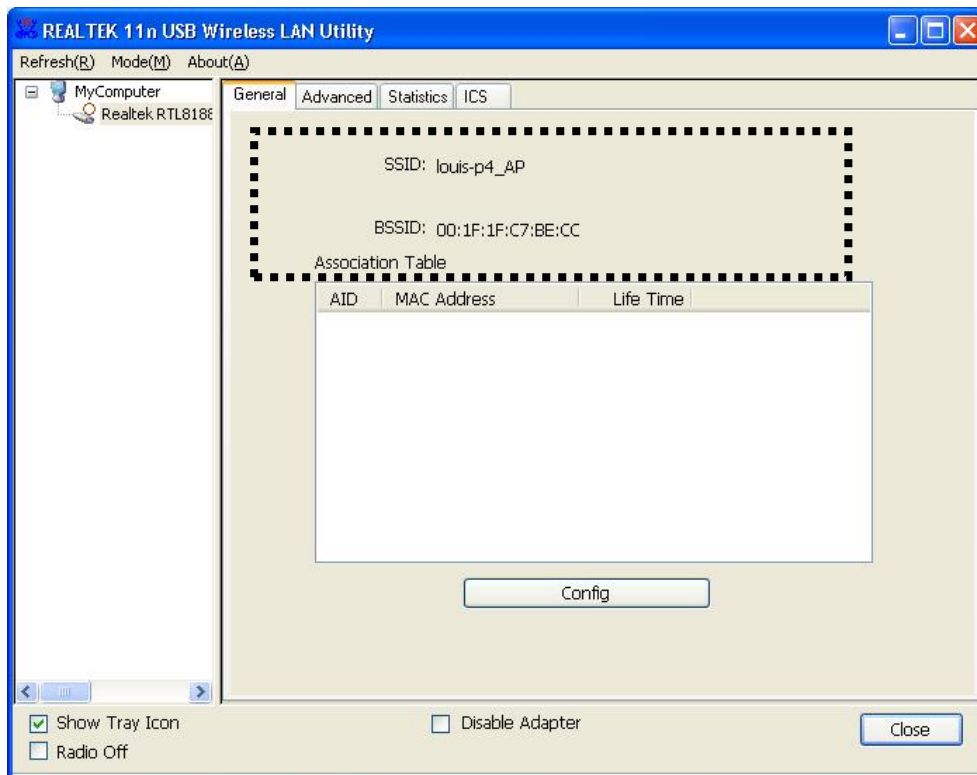 REALTEK 11n USB Wireless LAN Utility
Refresh(R) Mode(M) About(A)
MyComputer
Realtek RTL8188
General Advanced Statistics ICS
SSID: louis-p4_AP
BSSID: 00:1F:1F:C7:BE:CC
Association Table
AID MAC Address Life Time
Config
Show Tray Icon
Disable Adapter
Close
Radio Off